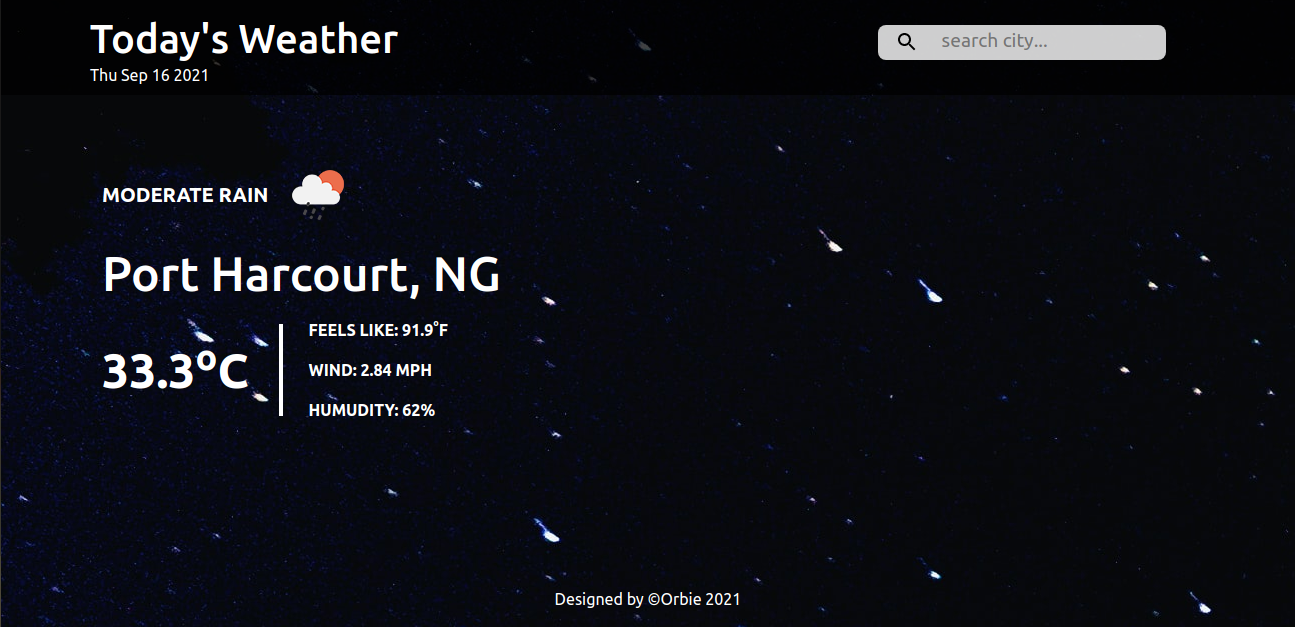 Today's Weather
Thu Sep 16 2021
search city...
MODERATE RAIN
Port Harcourt, NG
33.3°C
FEELS LIKE: 91.9°F
WIND: 2.84 MPH
HUMUDITY: 62%
Designed by ©Orbie 2021